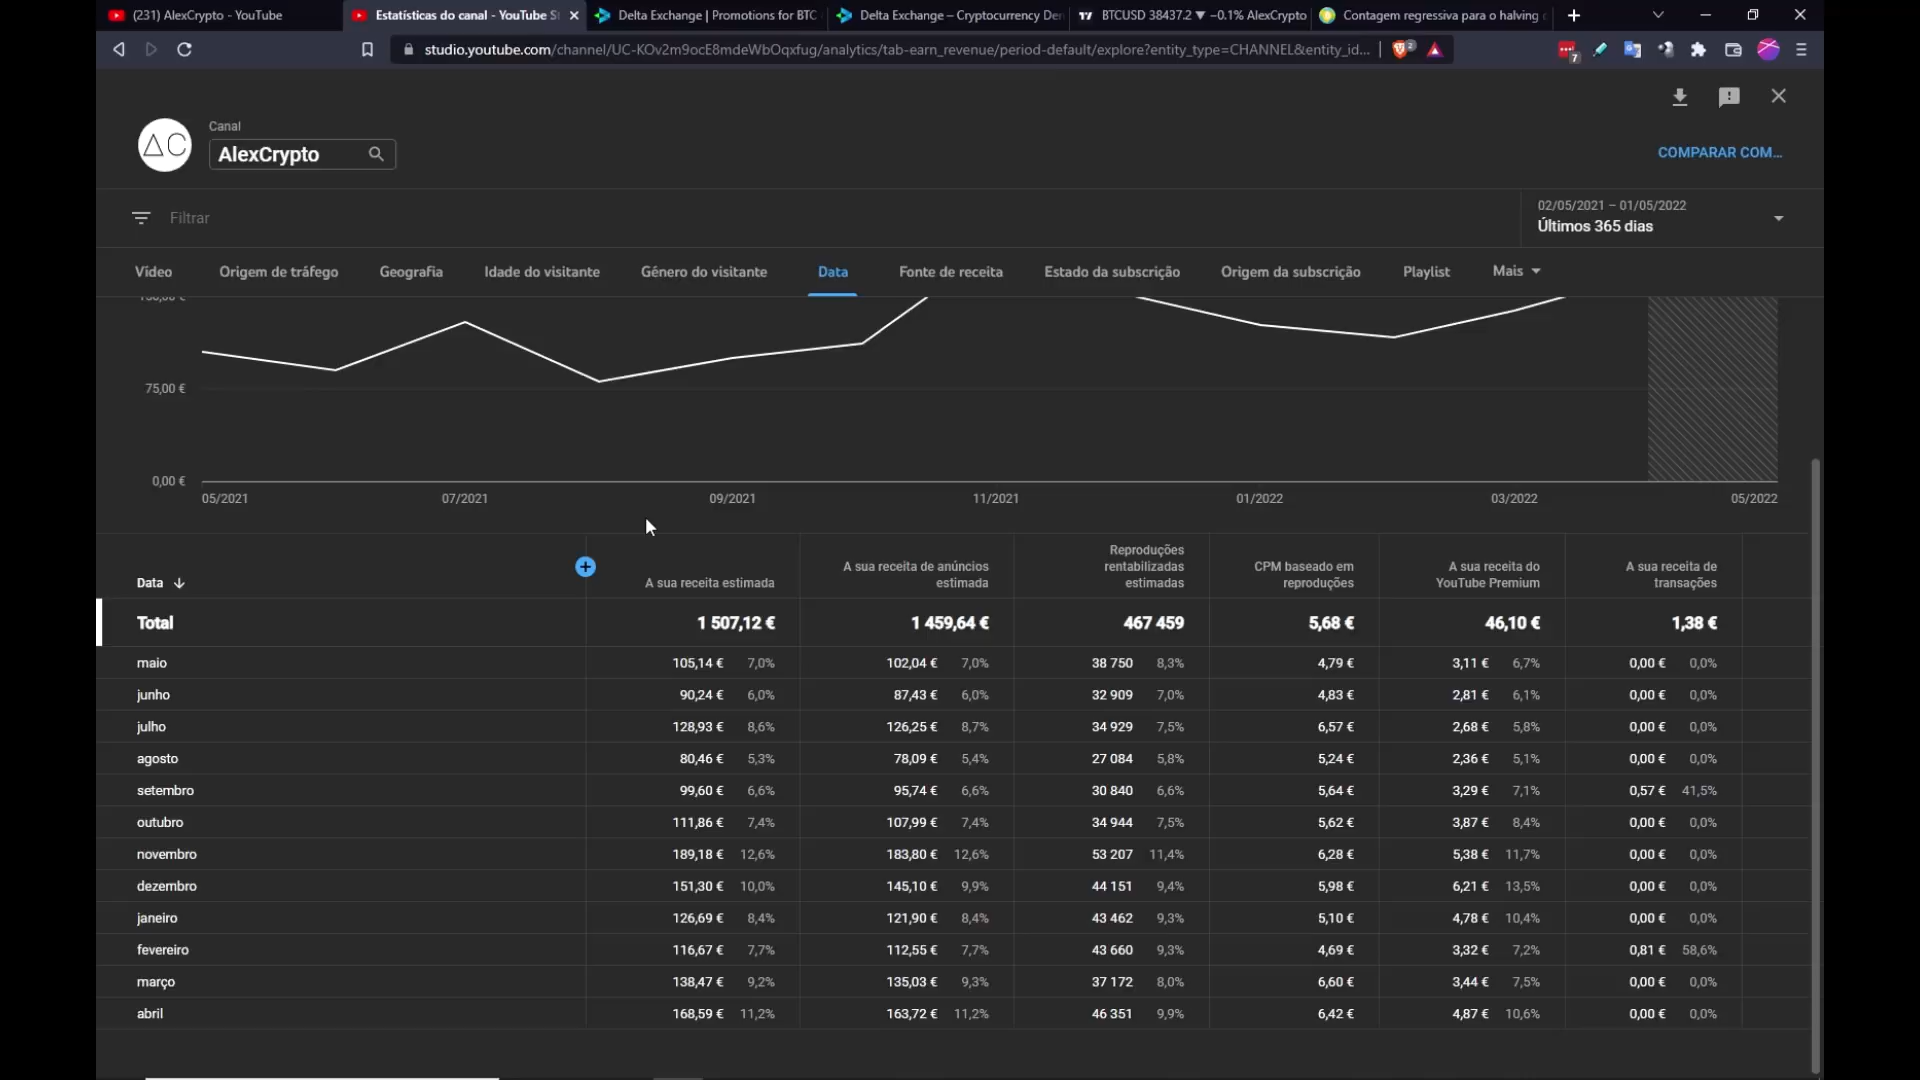 (231) AlexCrypto - YouTube
Estatísticas do canal - YouTube S
Delta Exchange | Promotions for BTC
Delta Exchange – Cryptocurrency De
BTCUSD 38437.2 ▼ −0.1% AlexCrypto
Contagem regressiva para o halving
studio.youtube.com/channel/UC-KOv2m9ocE8mdeWbOqxfug/analytics/tab-earn_revenue/period-default/explore?entity_type=CHANNEL&entity_id...
2
7
AC
Canal
AlexCrypto
COMPARAR COM...
Filtrar
02/05/2021 – 01/05/2022
Últimos 365 dias
Vídeo
Origem de tráfego
Geografia
Idade do visitante
Género do visitante
Data
Fonte de receita
Estado da subscrição
Origem da subscrição
Playlist
Mais
150,00 €
75,00 €
0,00 €
05/2021 07/2021 09/2021 11/2021 01/2022 03/2022 05/2022
Data
A sua receita estimada
A sua receita de anúncios
estimada
Reproduções
rentabilizadas
estimadas
CPM baseado em
reproduções
A sua receita do
YouTube Premium
A sua receita de
transações
Total 1 507,12 € 1 459,64 € 467 459 5,68 € 46,10 € 1,38 €
maio 105,14 € 7,0% 102,04 € 7,0% 38 750 8,3% 4,79 € 3,11 € 6,7% 0,00 € 0,0%
junho 90,24 € 6,0% 87,43 € 6,0% 32 909 7,0% 4,83 € 2,81 € 6,1% 0,00 € 0,0%
julho 128,93 € 8,6% 126,25 € 8,7% 34 929 7,5% 6,57 € 2,68 € 5,8% 0,00 € 0,0%
agosto 80,46 € 5,3% 78,09 € 5,4% 27 084 5,8% 5,24 € 2,36 € 5,1% 0,00 € 0,0%
setembro 99,60 € 6,6% 95,74 € 6,6% 30 840 6,6% 5,64 € 3,29 € 7,1% 0,57 € 41,5%
outubro 111,86 € 7,4% 107,99 € 7,4% 34 944 7,5% 5,62 € 3,87 € 8,4% 0,00 € 0,0%
novembro 189,18 € 12,6% 183,80 € 12,6% 53 207 11,4% 6,28 € 5,38 € 11,7% 0,00 € 0,0%
dezembro 151,30 € 10,0% 145,10 € 9,9% 44 151 9,4% 5,98 € 6,21 € 13,5% 0,00 € 0,0%
janeiro 126,69 € 8,4% 121,90 € 8,4% 43 462 9,3% 5,10 € 4,78 € 10,4% 0,00 € 0,0%
fevereiro 116,67 € 7,7% 112,55 € 7,7% 43 660 9,3% 4,69 € 3,32 € 7,2% 0,81 € 58,6%
março 138,47 € 9,2% 135,03 € 9,3% 37 172 8,0% 6,60 € 3,44 € 7,5% 0,00 € 0,0%
abril 168,59 € 11,2% 163,72 € 11,2% 46 351 9,9% 6,42 € 4,87 € 10,6% 0,00 € 0,0%